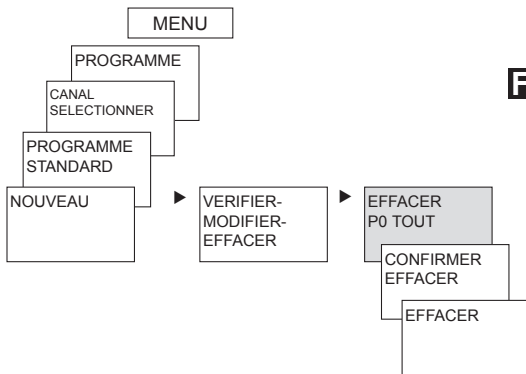 MENU
PROGRAMME
CANAL
SELECTIONNER
PROGRAMME
STANDARD
NOUVEAU
VERIFIER-
MODIFIER-
EFFACER
EFFACER
P0 TOUT
CONFIRMER
EFFACER
EFFACER
F